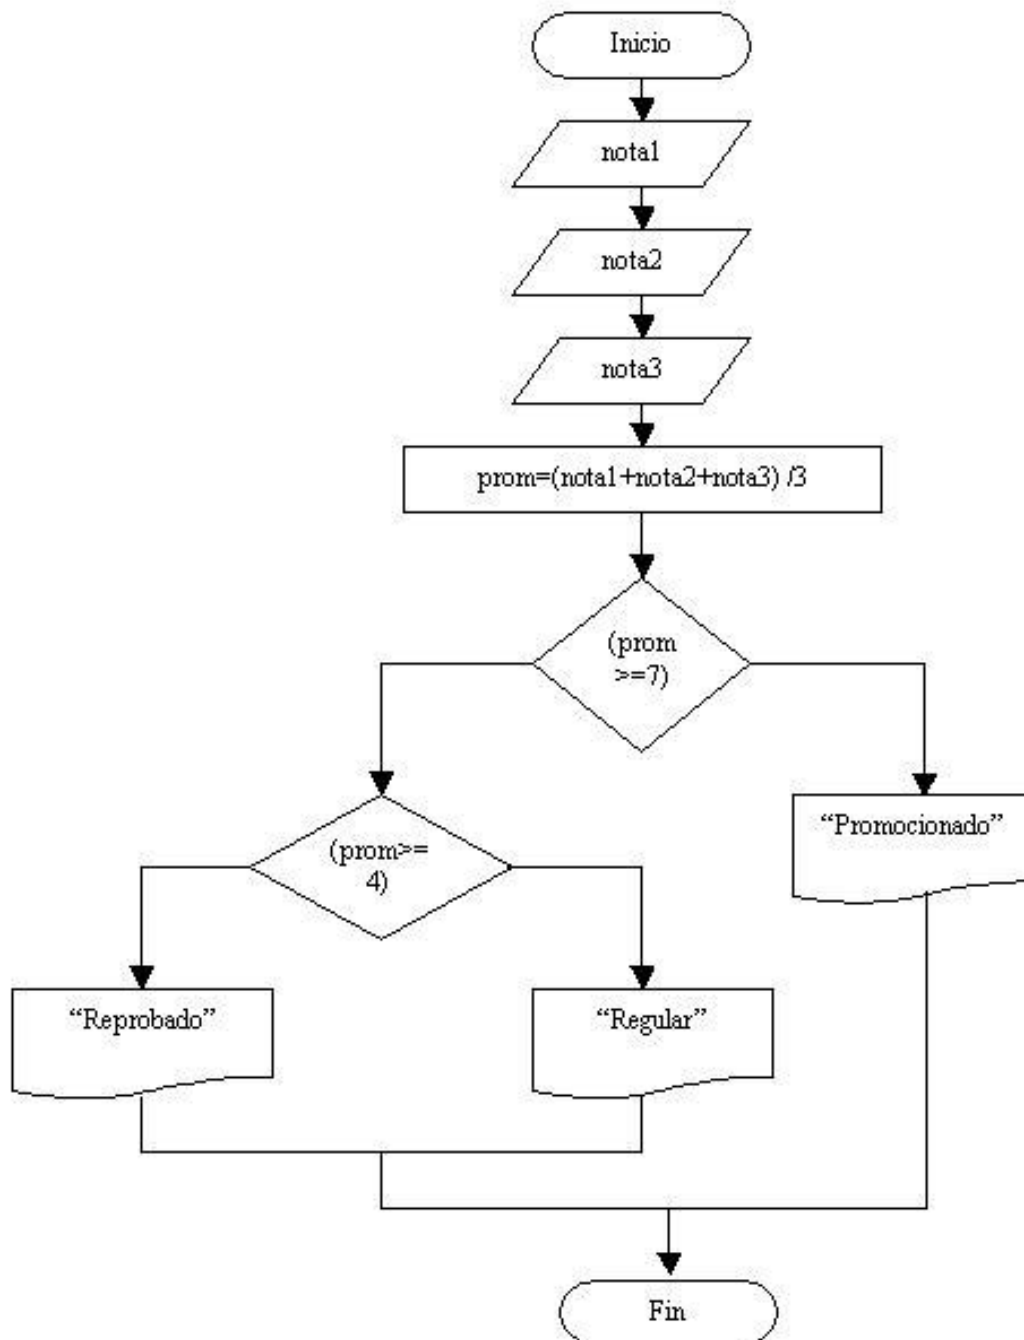 Inicio
nota1
nota2
nota3
prom=(nota1+nota2+nota3) /3
(prom
>=7)
“Promocionado”
(prom>=
4)
“Reprobado”
“Regular”
Fin